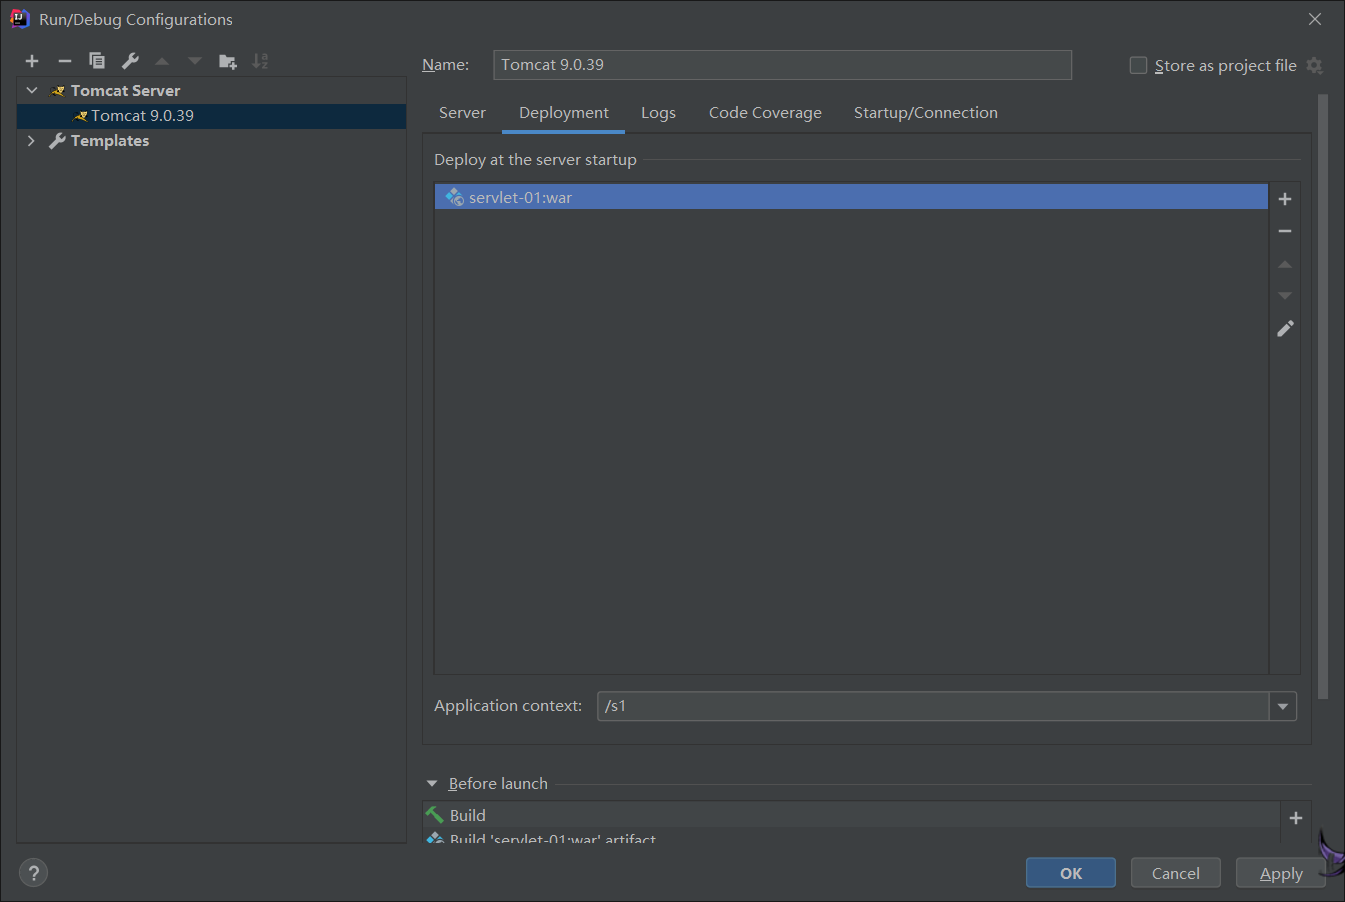 Run/Debug Configurations
Name: Tomcat 9.0.39 Store as project file
Tomcat Server
Tomcat 9.0.39
Templates
Server Deployment Logs Code Coverage Startup/Connection
Deploy at the server startup
servlet-01:war
Application context: /s1
Before launch
Build
Build 'servlet-01:war' artifact
? OK Cancel Apply